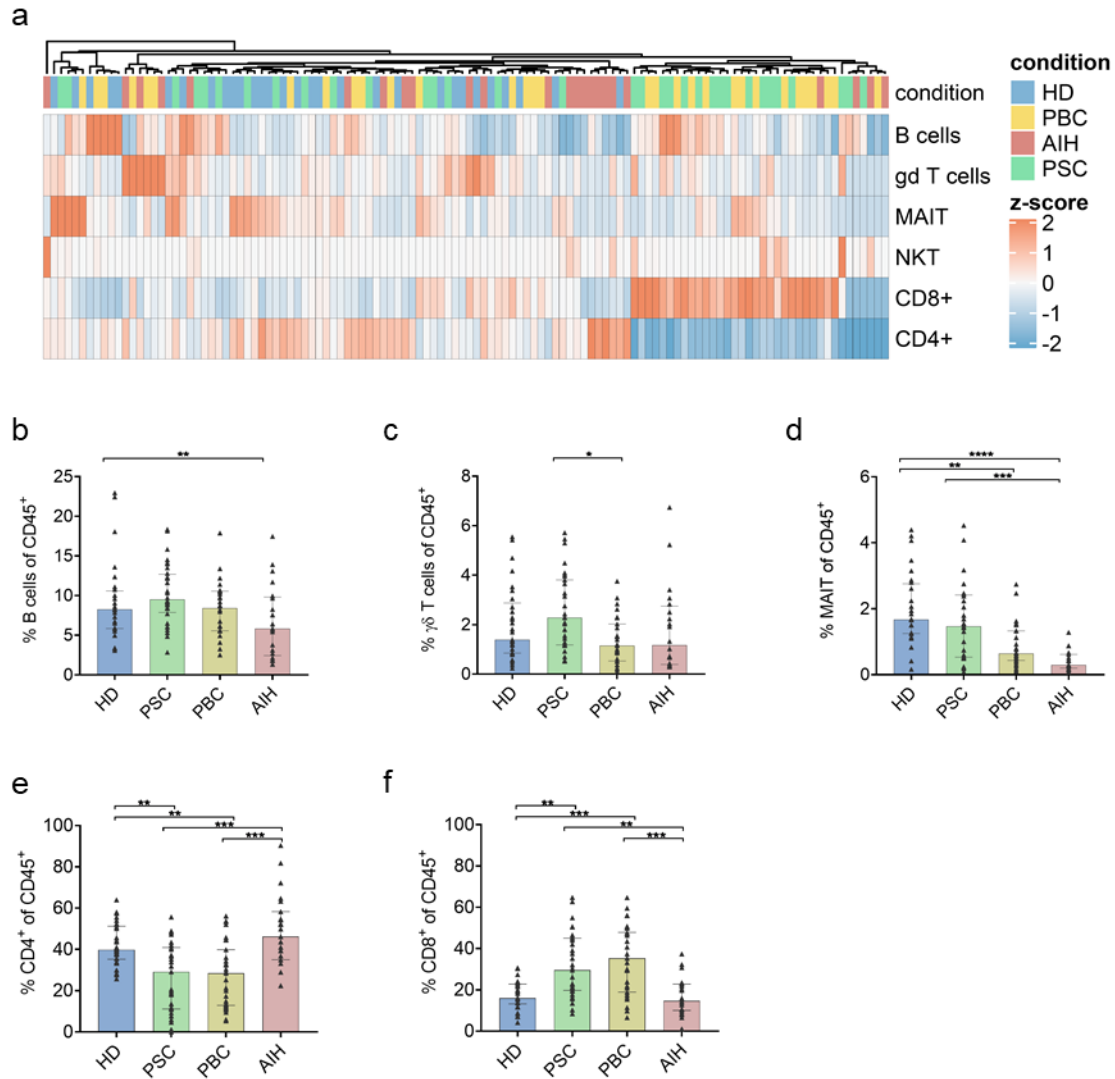 a
condition
HD
PBC
AIH
PSC
z-score
2
1
0
-1
-2
condition
B cells
gd T cells
MAIT
NKT
CD8+
CD4+
b
**
% B cells of CD45+
25
20
15
10
5
0
HD
PSC
PBC
AIH
c
*
% γδ T cells of CD45+
8
6
4
2
0
HD
PSC
PBC
AIH
d
****
**
***
% MAIT of CD45+
6
4
2
0
HD
PSC
PBC
AIH
e
**
**
***
***
% CD4+ of CD45+
100
80
60
40
20
0
HD
PSC
PBC
AIH
f
**
***
**
***
% CD8+ of CD45+
100
80
60
40
20
0
HD
PSC
PBC
AIH